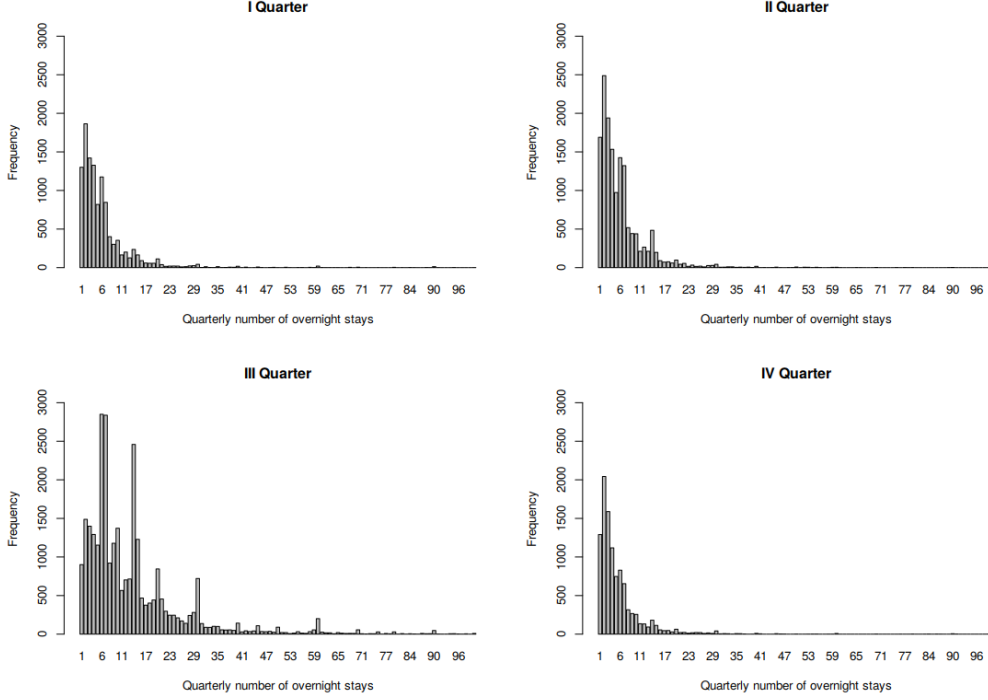 I Quarter
Frequency
0 500 1000 1500 2000 2500 3000
1 6 11 17 23 29 35 41 47 53 59 65 71 77 84 90 96
Quarterly number of overnight stays
II Quarter
Frequency
0 500 1000 1500 2000 2500 3000
1 6 11 17 23 29 35 41 47 53 59 65 71 77 84 90 96
Quarterly number of overnight stays
III Quarter
Frequency
0 500 1000 1500 2000 2500 3000
1 6 11 17 23 29 35 41 47 53 59 65 71 77 84 90 96
Quarterly number of overnight stays
IV Quarter
Frequency
0 500 1000 1500 2000 2500 3000
1 6 11 17 23 29 35 41 47 53 59 65 71 77 84 90 96
Quarterly number of overnight stays